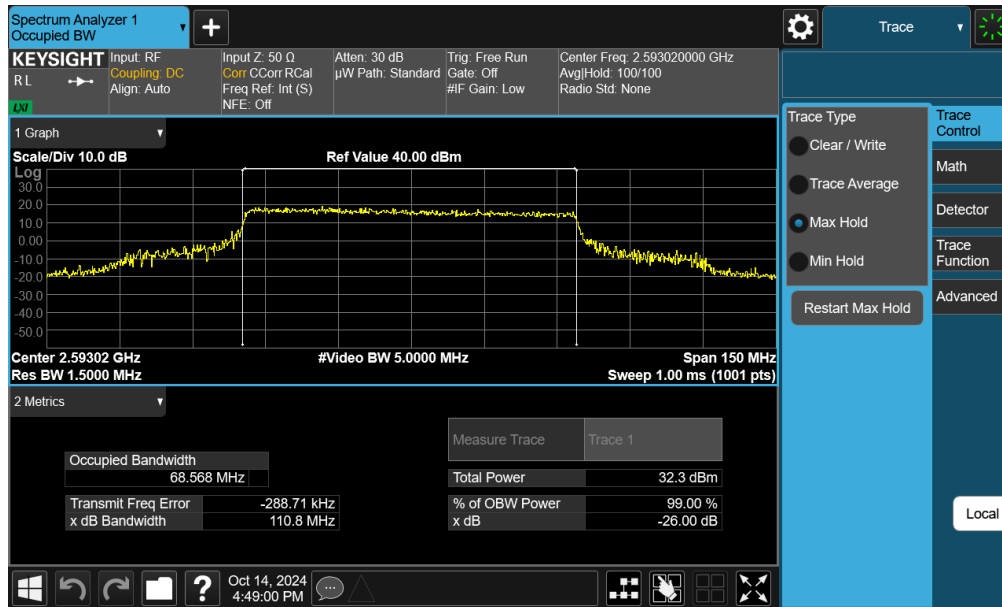 Spectrum Analyzer 1
Occupied BW
+
Trace
KEYSIGHT
R L
LXI
Input: RF
Coupling: DC
Align: Auto
Input Z: 50 Ω
Corr CCorr RCal
Freq Ref: Int (S)
NFE: Off
Atten: 30 dB
µW Path: Standard
Trig: Free Run
Gate: Off
#IF Gain: Low
Center Freq: 2.593020000 GHz
Avg|Hold: 100/100
Radio Std: None
1 Graph
Scale/Div 10.0 dB
Ref Value 40.00 dBm
Log
30.0
20.0
10.0
0.00
-10.0
-20.0
-30.0
-40.0
-50.0
Center 2.59302 GHz
#Video BW 5.0000 MHz
Span 150 MHz
Res BW 1.5000 MHz
Sweep 1.00 ms (1001 pts)
2 Metrics
Measure Trace Trace 1
Occupied Bandwidth
68.568 MHz
Total Power 32.3 dBm
Transmit Freq Error -288.71 kHz
% of OBW Power 99.00 %
x dB Bandwidth 110.8 MHz
x dB -26.00 dB
Trace Type
Clear / Write
Trace Average
Max Hold
Min Hold
Restart Max Hold
Trace
Control
Math
Detector
Trace
Function
Advanced
Local
?
Oct 14, 2024
4:49:00 PM